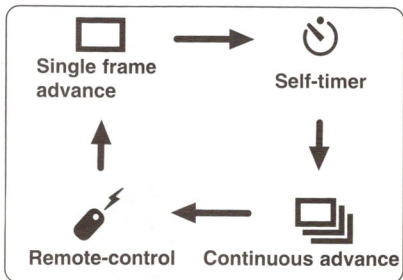 Single frame
advance
Self-timer
Remote-control
Continuous advance